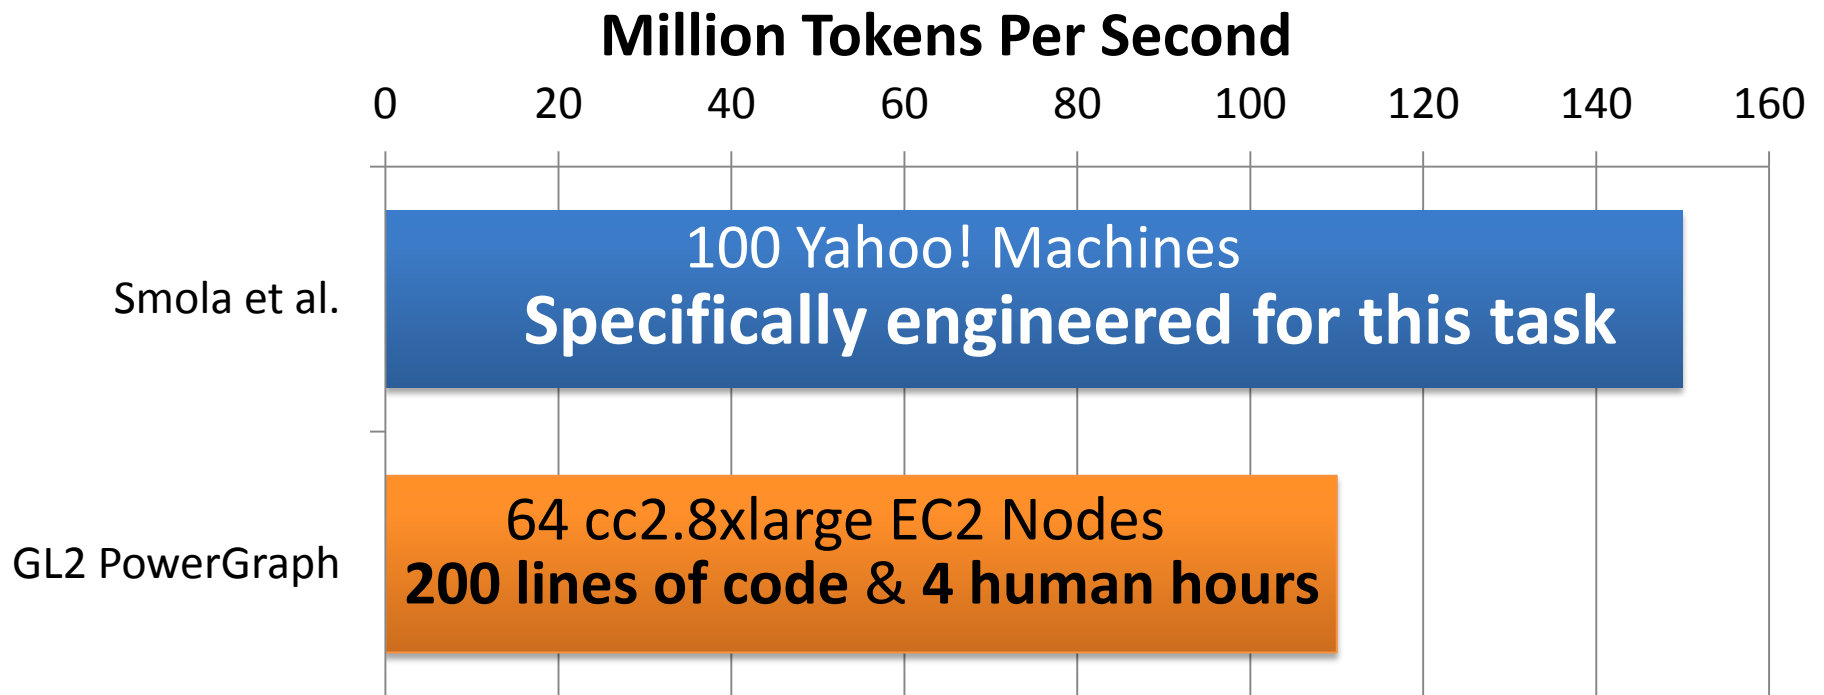 Million Tokens Per Second
0 20 40 60 80 100 120 140 160
Smola et al.
100 Yahoo! Machines
Specifically engineered for this task
GL2 PowerGraph
64 cc2.8xlarge EC2 Nodes
200 lines of code & 4 human hours